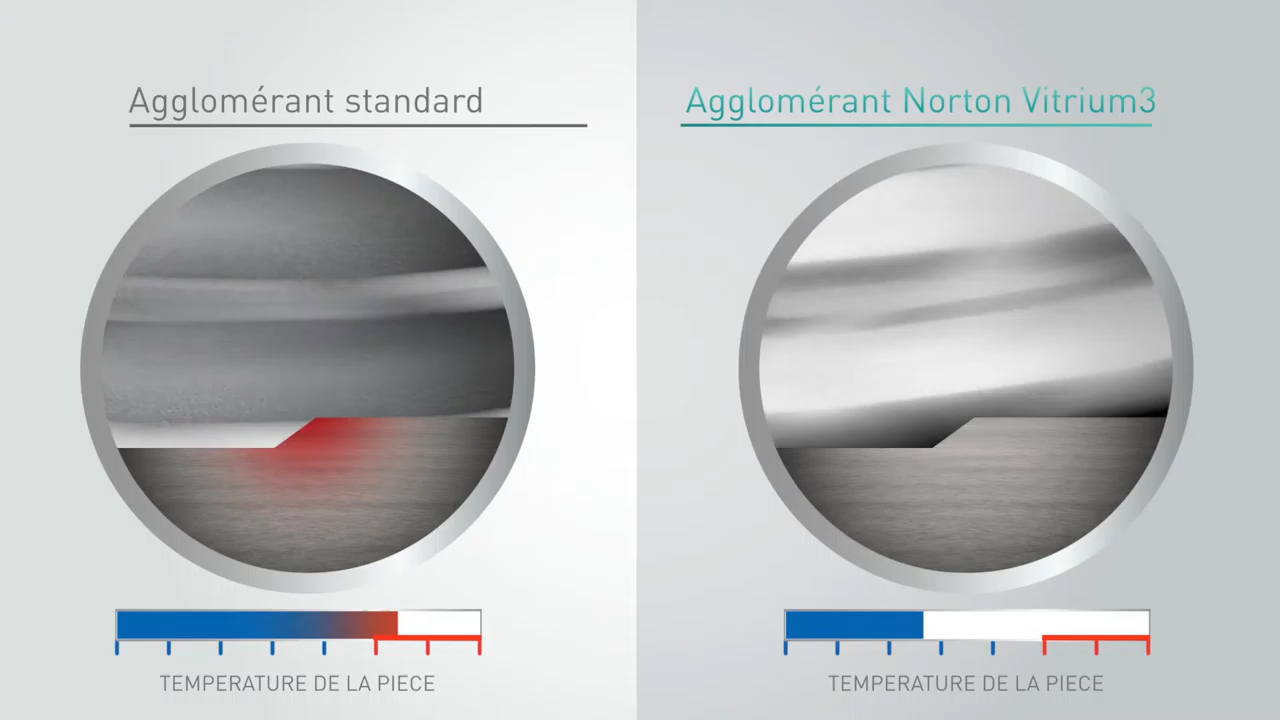 Agglomérant standard
Agglomérant Norton Vitrium3
TEMPERATURE DE LA PIECE
TEMPERATURE DE LA PIECE